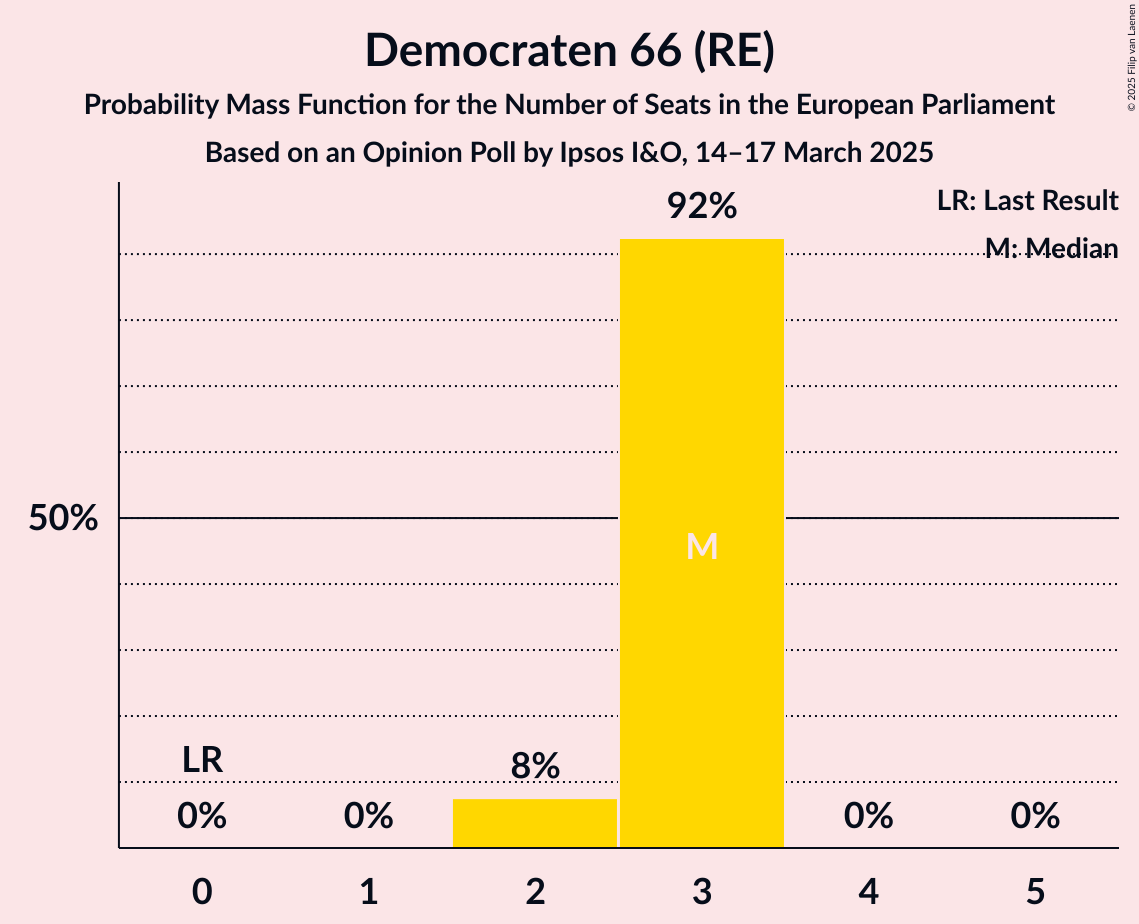 Democraten 66 (RE)
Probability Mass Function for the Number of Seats in the European Parliament
Based on an Opinion Poll by Ipsos I&O, 14–17 March 2025
© 2025 Filip van Laenen
LR: Last Result
M: Median
92%
50%
M
LR
8%
0%
0%
0%
0%
0
1
2
3
4
5